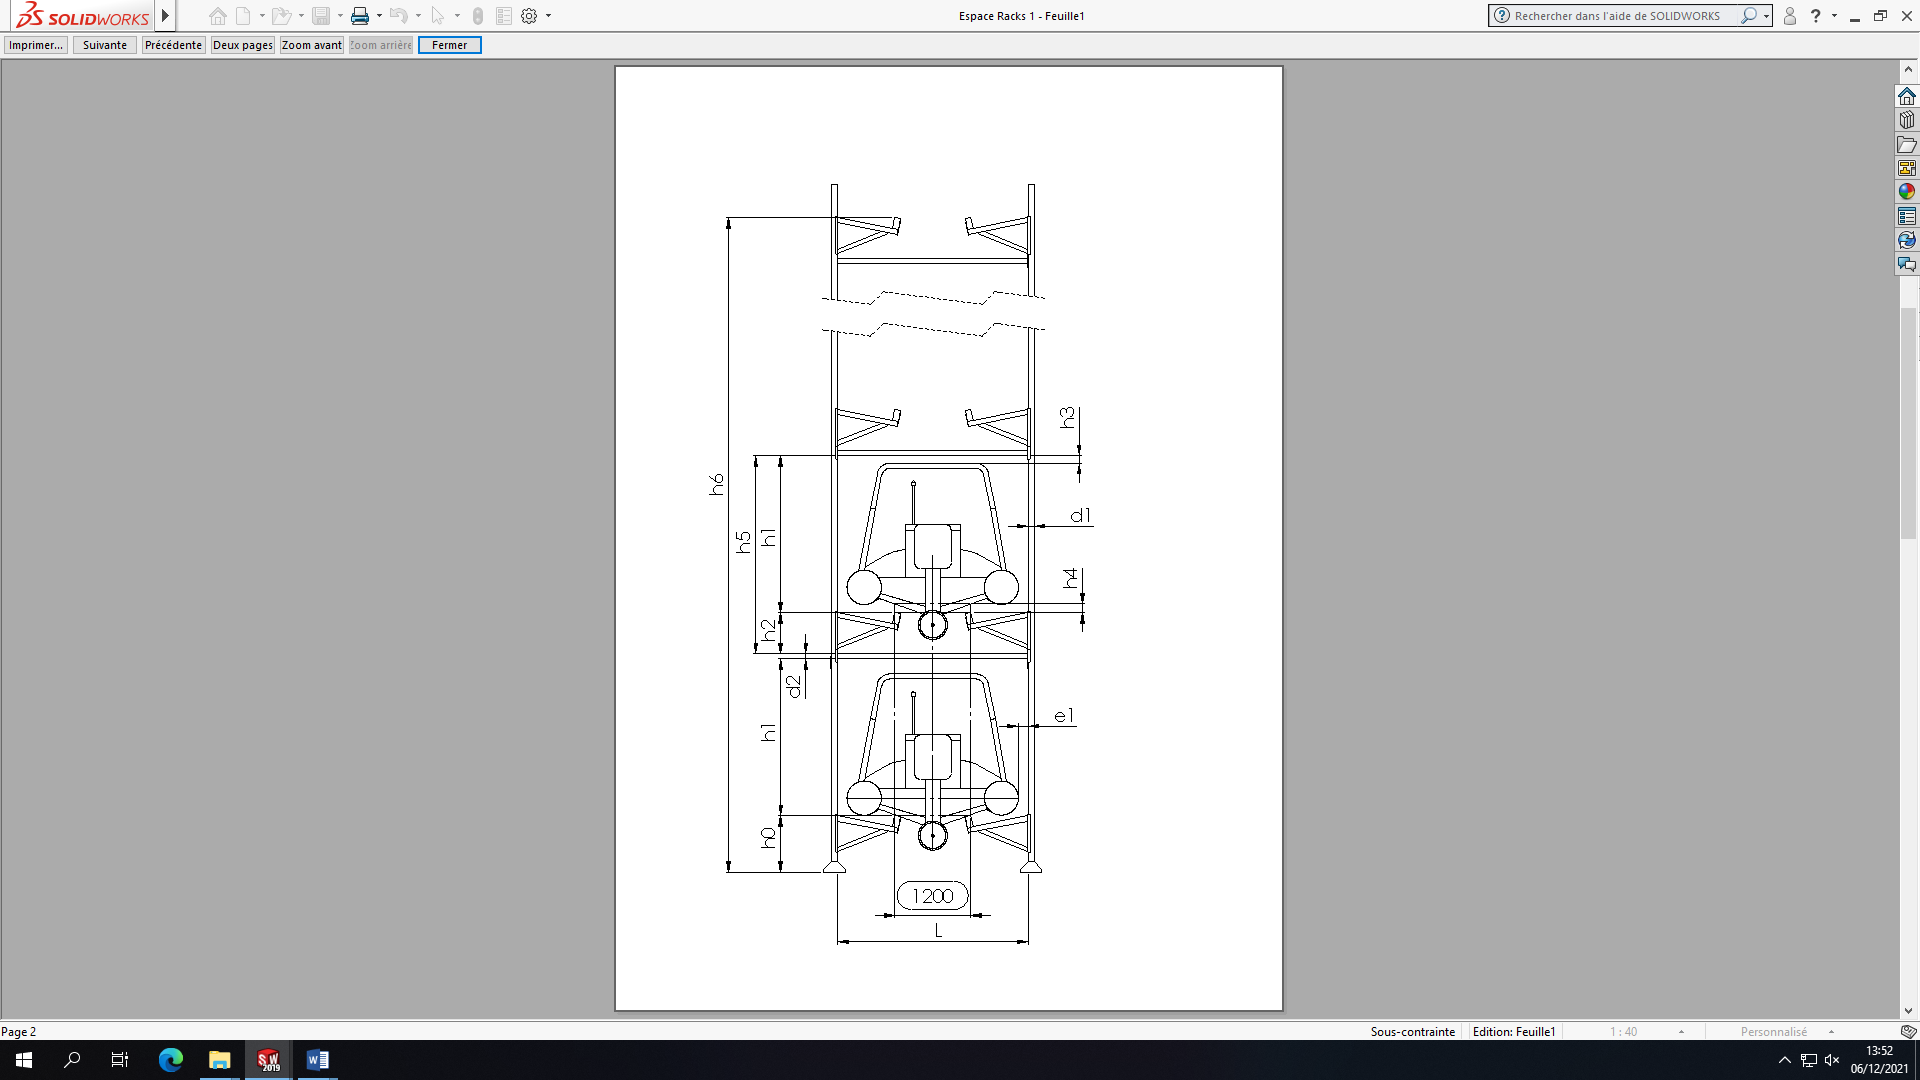 SOLIDWORKS
Espace Racks 1 - Feuille1
Rechercher dans l'aide de SOLIDWORKS
?
Imprimer...
Suivante
Précédente
Deux pages
Zoom avant
Zoom arrière
Fermer
h3
h6
d1
h5
h1
h4
h2
d2
e1
h1
h0
1200
L
Page 2
Sous-contrainte
Edition: Feuille1
1 : 40
Personnalisé
SW
2019
W
13:52
06/12/2021